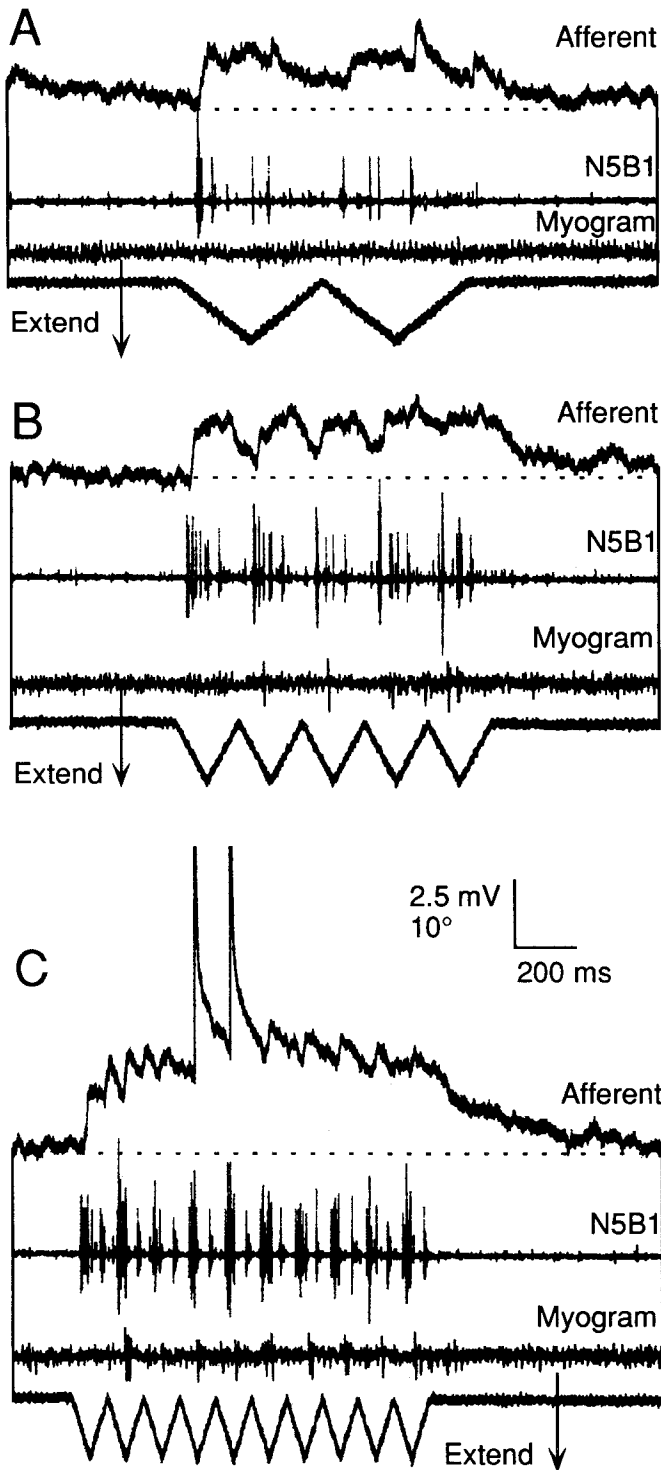 A
Afferent
N5B1
Myogram
Extend
B
Afferent
N5B1
Myogram
Extend
2.5 mV
10°
200 ms
C
Afferent
N5B1
Myogram
Extend